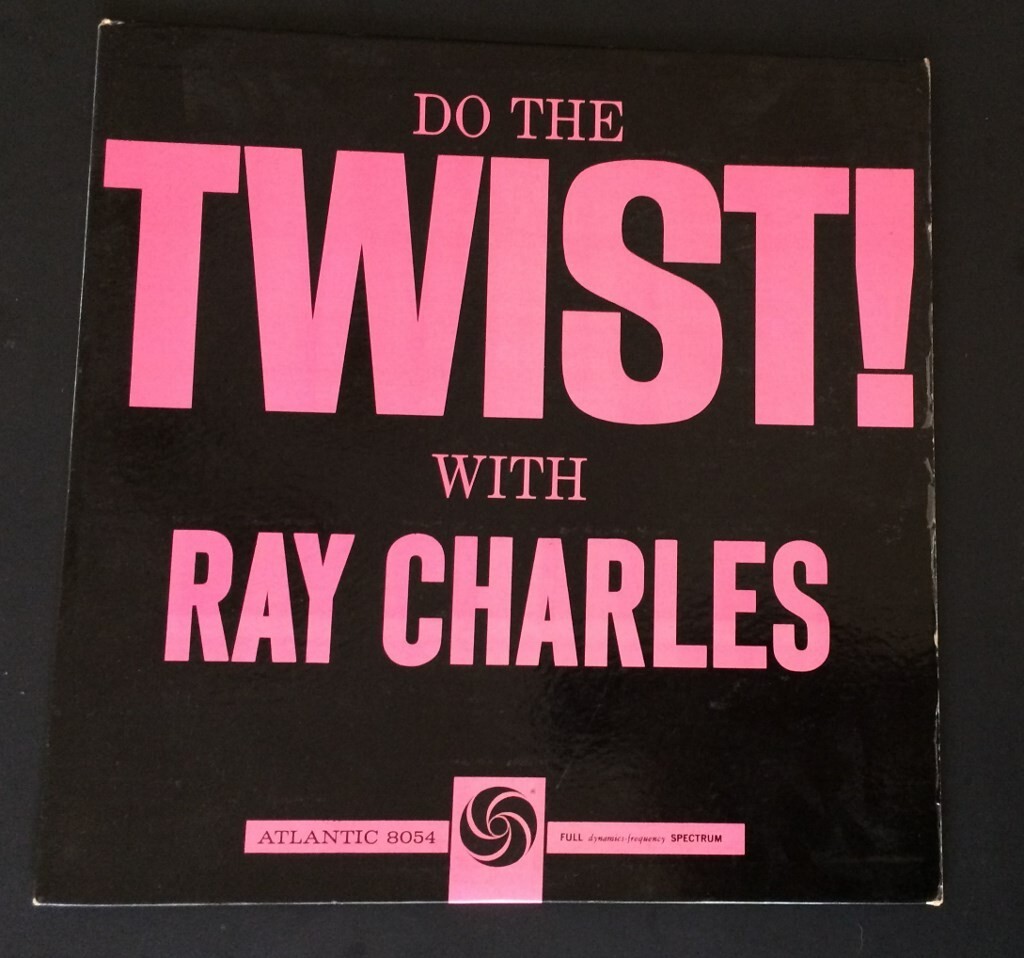 DO THE
TWIST!
WITH
RAY CHARLES
ATLANTIC 8054
FULL dynamics-frequency SPECTRUM